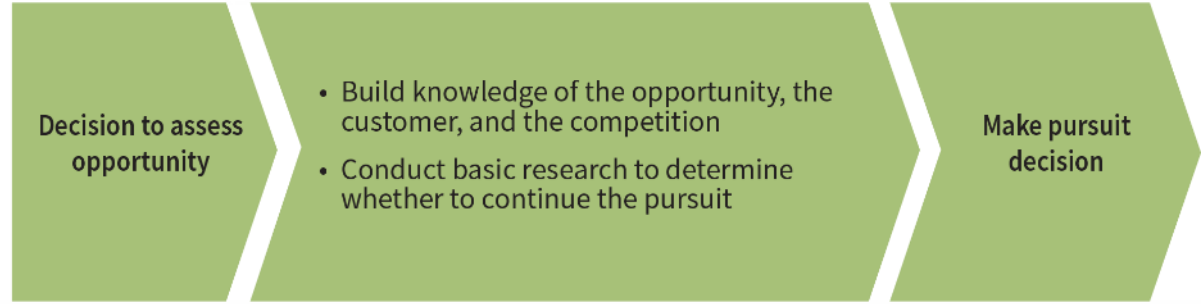 Decision to assess
opportunity
• Build knowledge of the opportunity, the
customer, and the competition
• Conduct basic research to determine
whether to continue the pursuit
Make pursuit
decision